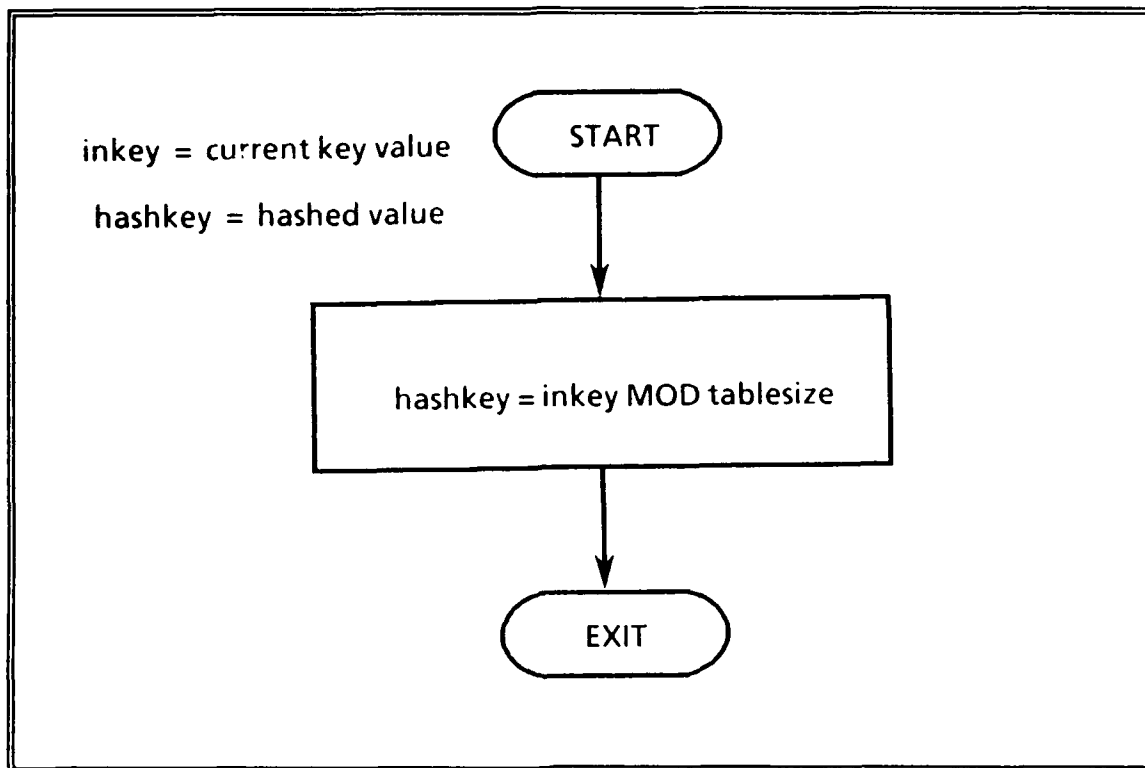 START
inkey = current key value
hashkey = hashed value
hashkey = inkey MOD tablesize
EXIT